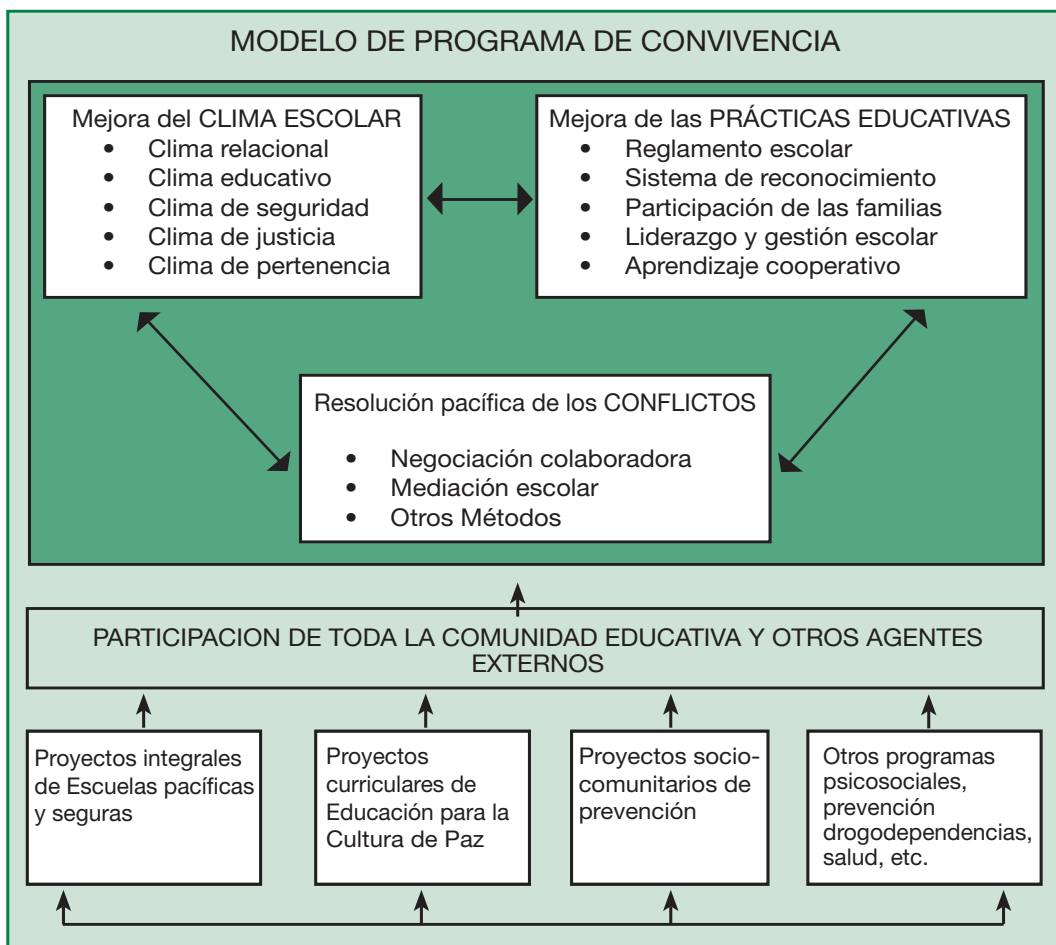 MODELO DE PROGRAMA DE CONVIVENCIA
Mejora del CLIMA ESCOLAR
• Clima relacional
• Clima educativo
• Clima de seguridad
• Clima de justicia
• Clima de pertenencia
Mejora de las PRÁCTICAS EDUCATIVAS
• Reglamento escolar
• Sistema de reconocimiento
• Participación de las familias
• Liderazgo y gestión escolar
• Aprendizaje cooperativo
Resolución pacífica de los CONFLICTOS
• Negociación colaboradora
• Mediación escolar
• Otros Métodos
PARTICIPACION DE TODA LA COMUNIDAD EDUCATIVA Y OTROS AGENTES
EXTERNOS
Proyectos integrales
de Escuelas pacíficas
y seguras
Proyectos
curriculares de
Educación para la
Cultura de Paz
Proyectos socio-
comunitarios de
prevención
Otros programas
psicosociales,
prevención
drogodependencias,
salud, etc.